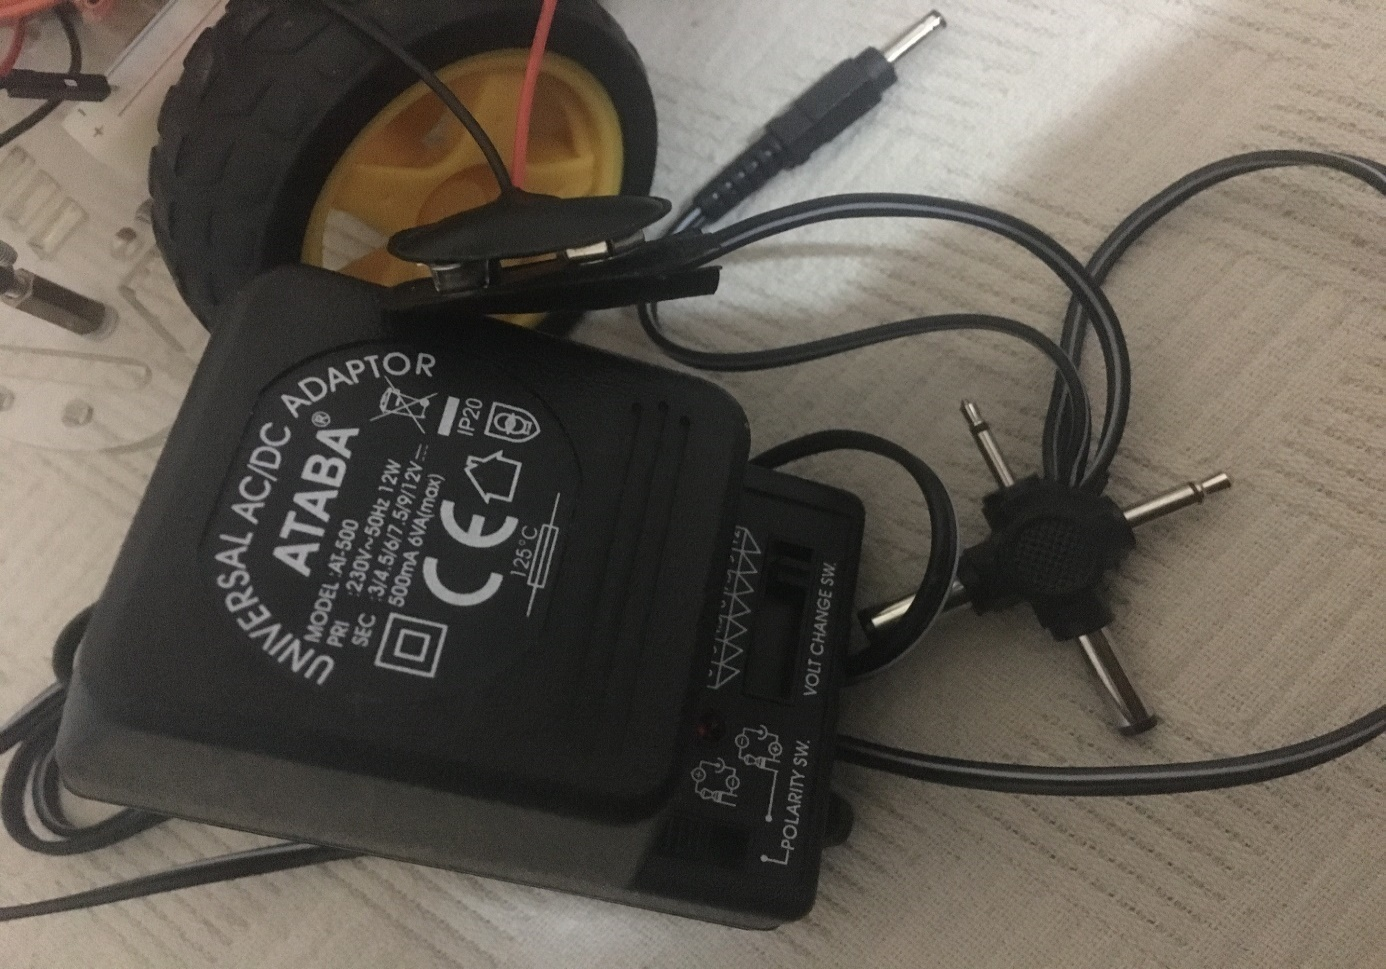 UNIVERSAL AC/DC ADAPTOR
ATABA®
MODEL :AT-500
PRI :230V~50Hz 12W
SEC :3/4.5/6/7.5/9/12V⎓
500mA 6VA(max)
IP20
CE
125°C
VOLT CHANGE SW.
POLARITY SW.